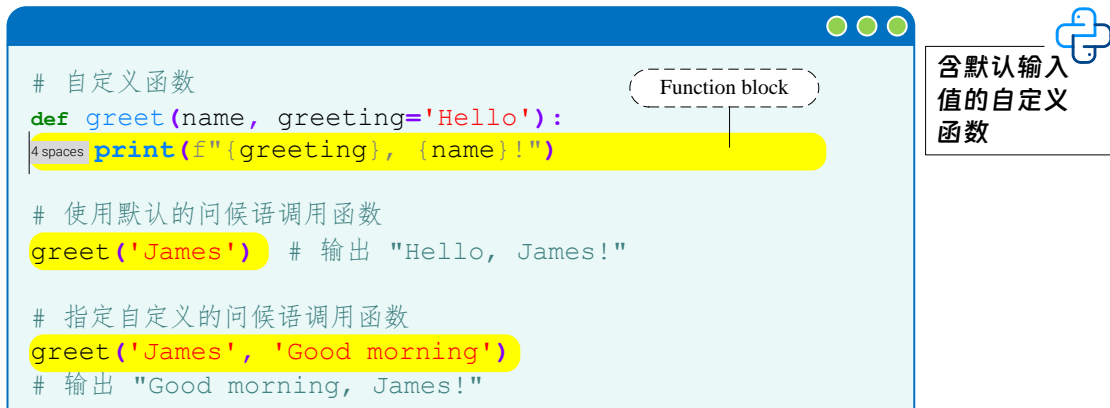 # 自定义函数
Function block
def greet(name, greeting='Hello'):
4 spaces print(f"{greeting}, {name}!")
# 使用默认的问候语调用函数
greet('James') # 输出 "Hello, James!"
# 指定自定义的问候语调用函数
greet('James', 'Good morning')
# 输出 "Good morning, James!"
含默认输入
值的自定义
函数